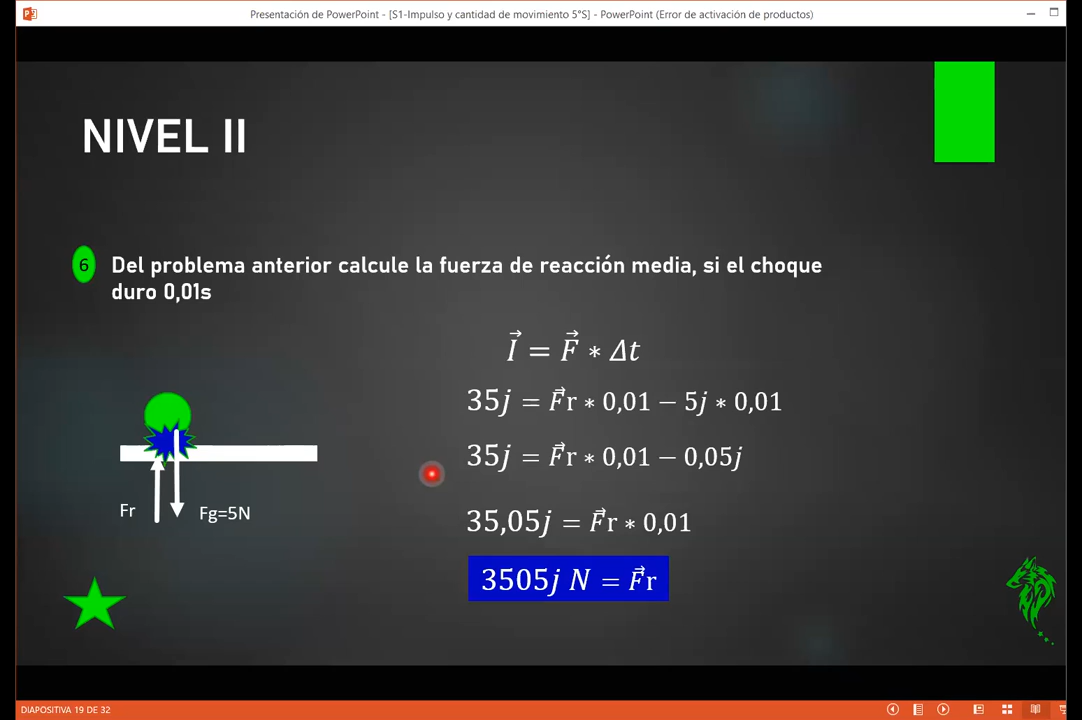 Presentación de PowerPoint - [S1-Impulso y cantidad de movimiento 5°S] - PowerPoint (Error de activación de productos)
NIVEL II
6 Del problema anterior calcule la fuerza de reacción media, si el choque
duro 0,01s
I⃗ = F⃗ ∗ Δt
35j = F⃗r ∗ 0,01 − 5j ∗ 0,01
35j = F⃗r ∗ 0,01 − 0,05j
Fr
Fg=5N
35,05j = F⃗r ∗ 0,01
3505j N = F⃗r
DIAPOSITIVA 19 DE 32